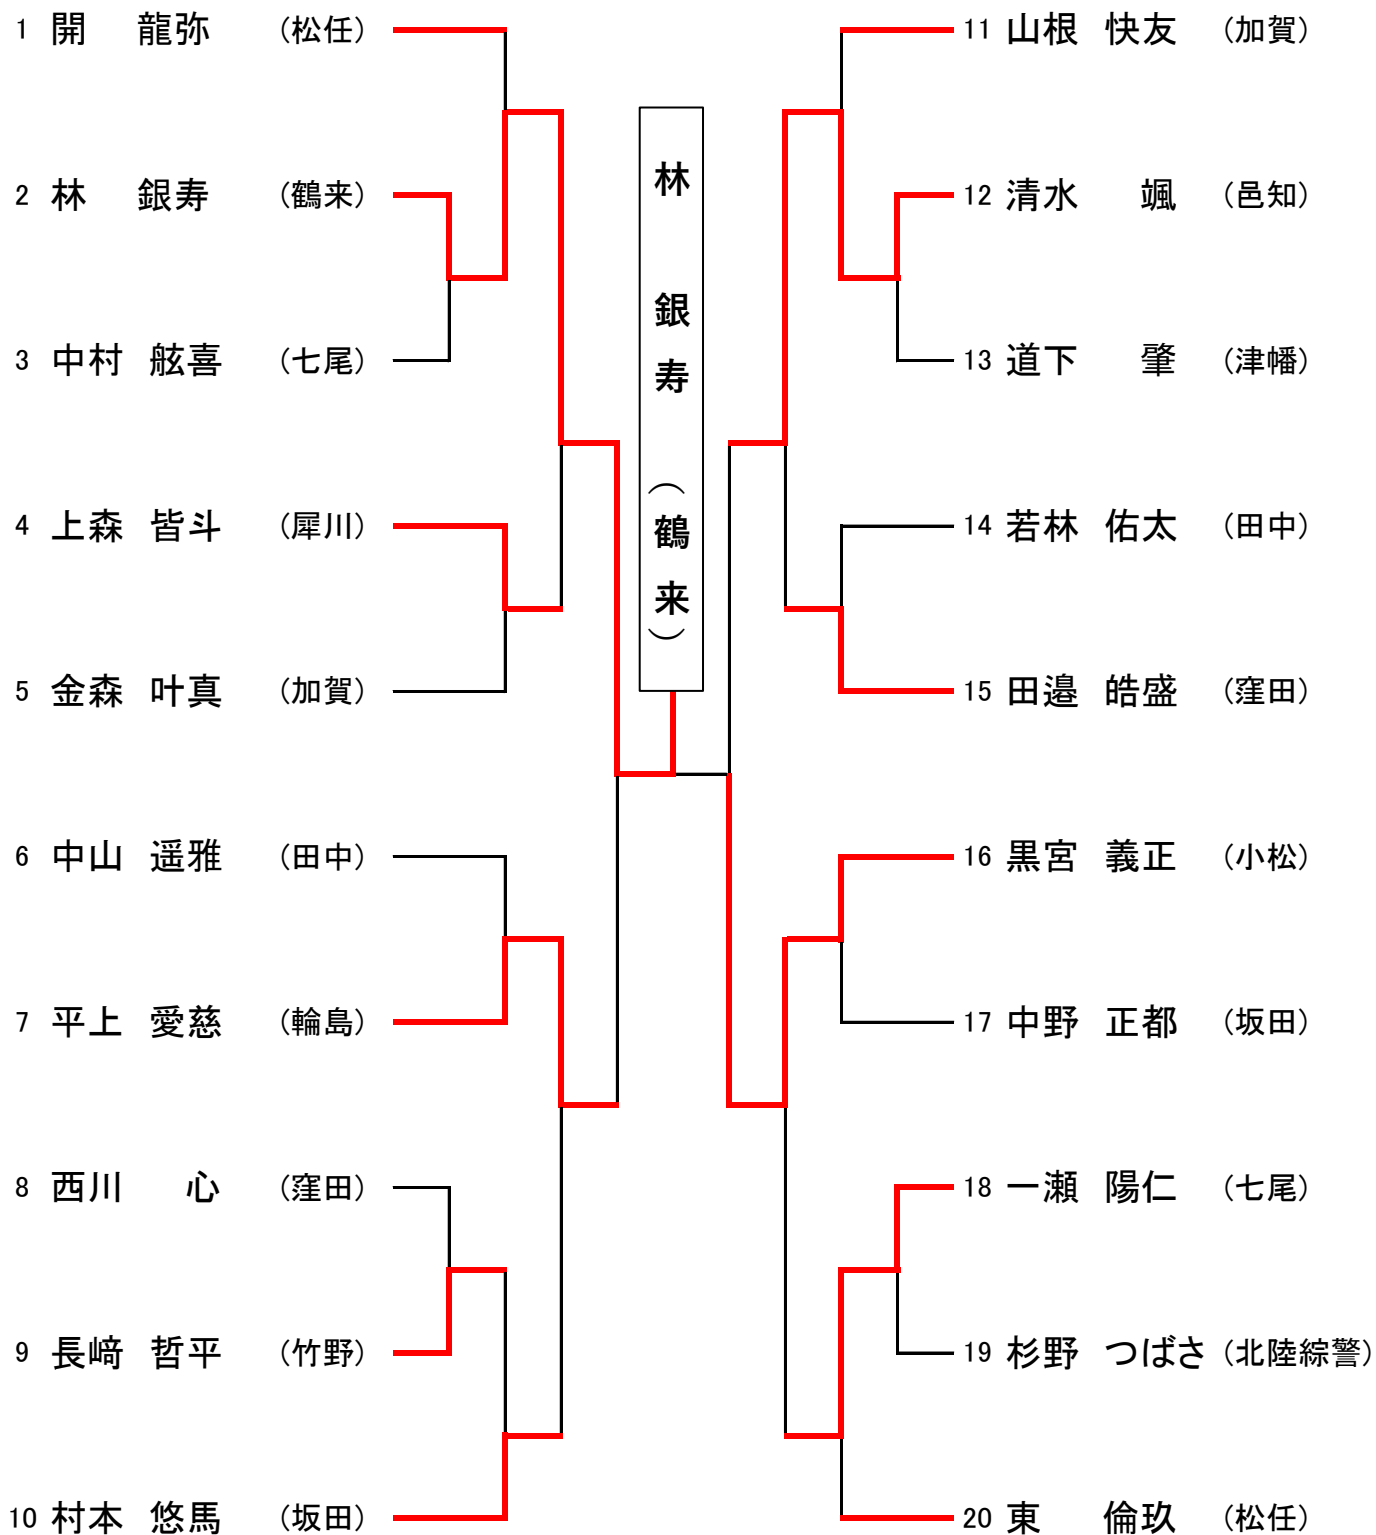 1 開 龍弥 (松任)
2 林 銀寿 (鶴来)
3 中村 舷喜 (七尾)
4 上森 皆斗 (犀川)
5 金森 叶真 (加賀)
6 中山 遥雅 (田中)
7 平上 愛慈 (輪島)
8 西川 心 (窪田)
9 長﨑 哲平 (竹野)
10 村本 悠馬 (坂田)
林 銀寿 (鶴来)
11 山根 快友 (加賀)
12 清水 颯 (邑知)
13 道下 肇 (津幡)
14 若林 佑太 (田中)
15 田邉 皓盛 (窪田)
16 黒宮 義正 (小松)
17 中野 正都 (坂田)
18 一瀬 陽仁 (七尾)
19 杉野 つばさ (北陸綜警)
20 東 倫玖 (松任)